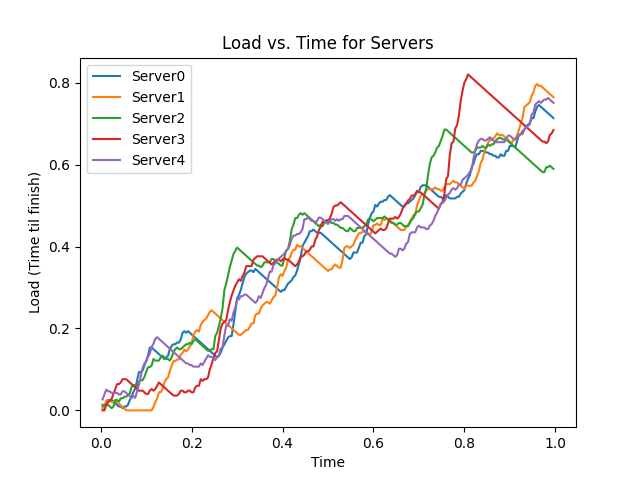 Load vs. Time for Servers
Server0
Server1
Server2
Server3
Server4
Load (Time til finish)
0.8
0.6
0.4
0.2
0.0
0.0 0.2 0.4 0.6 0.8 1.0
Time